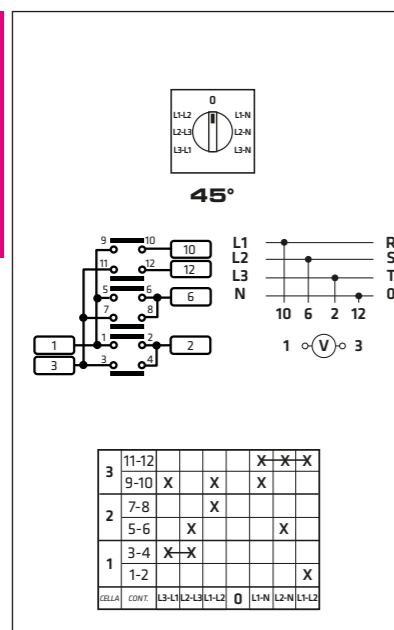 0
L1-L2 L1-N
L2-L3 L2-N
L3-L1 L3-N
45°
9 10 10
11 12 12
5 6 6
7 8
1 1 2 2
3 3 4
L1 R
L2 S
L3 T
N 0
10 6 2 12
1 V 3
3 11-12 X X X
9-10 X X X
2 7-8 X
5-6 X X
1 3-4 X X
1-2 X
CELLA CONT. L3-L1 L2-L3 L1-L2 0 L1-N L2-N L1-L2